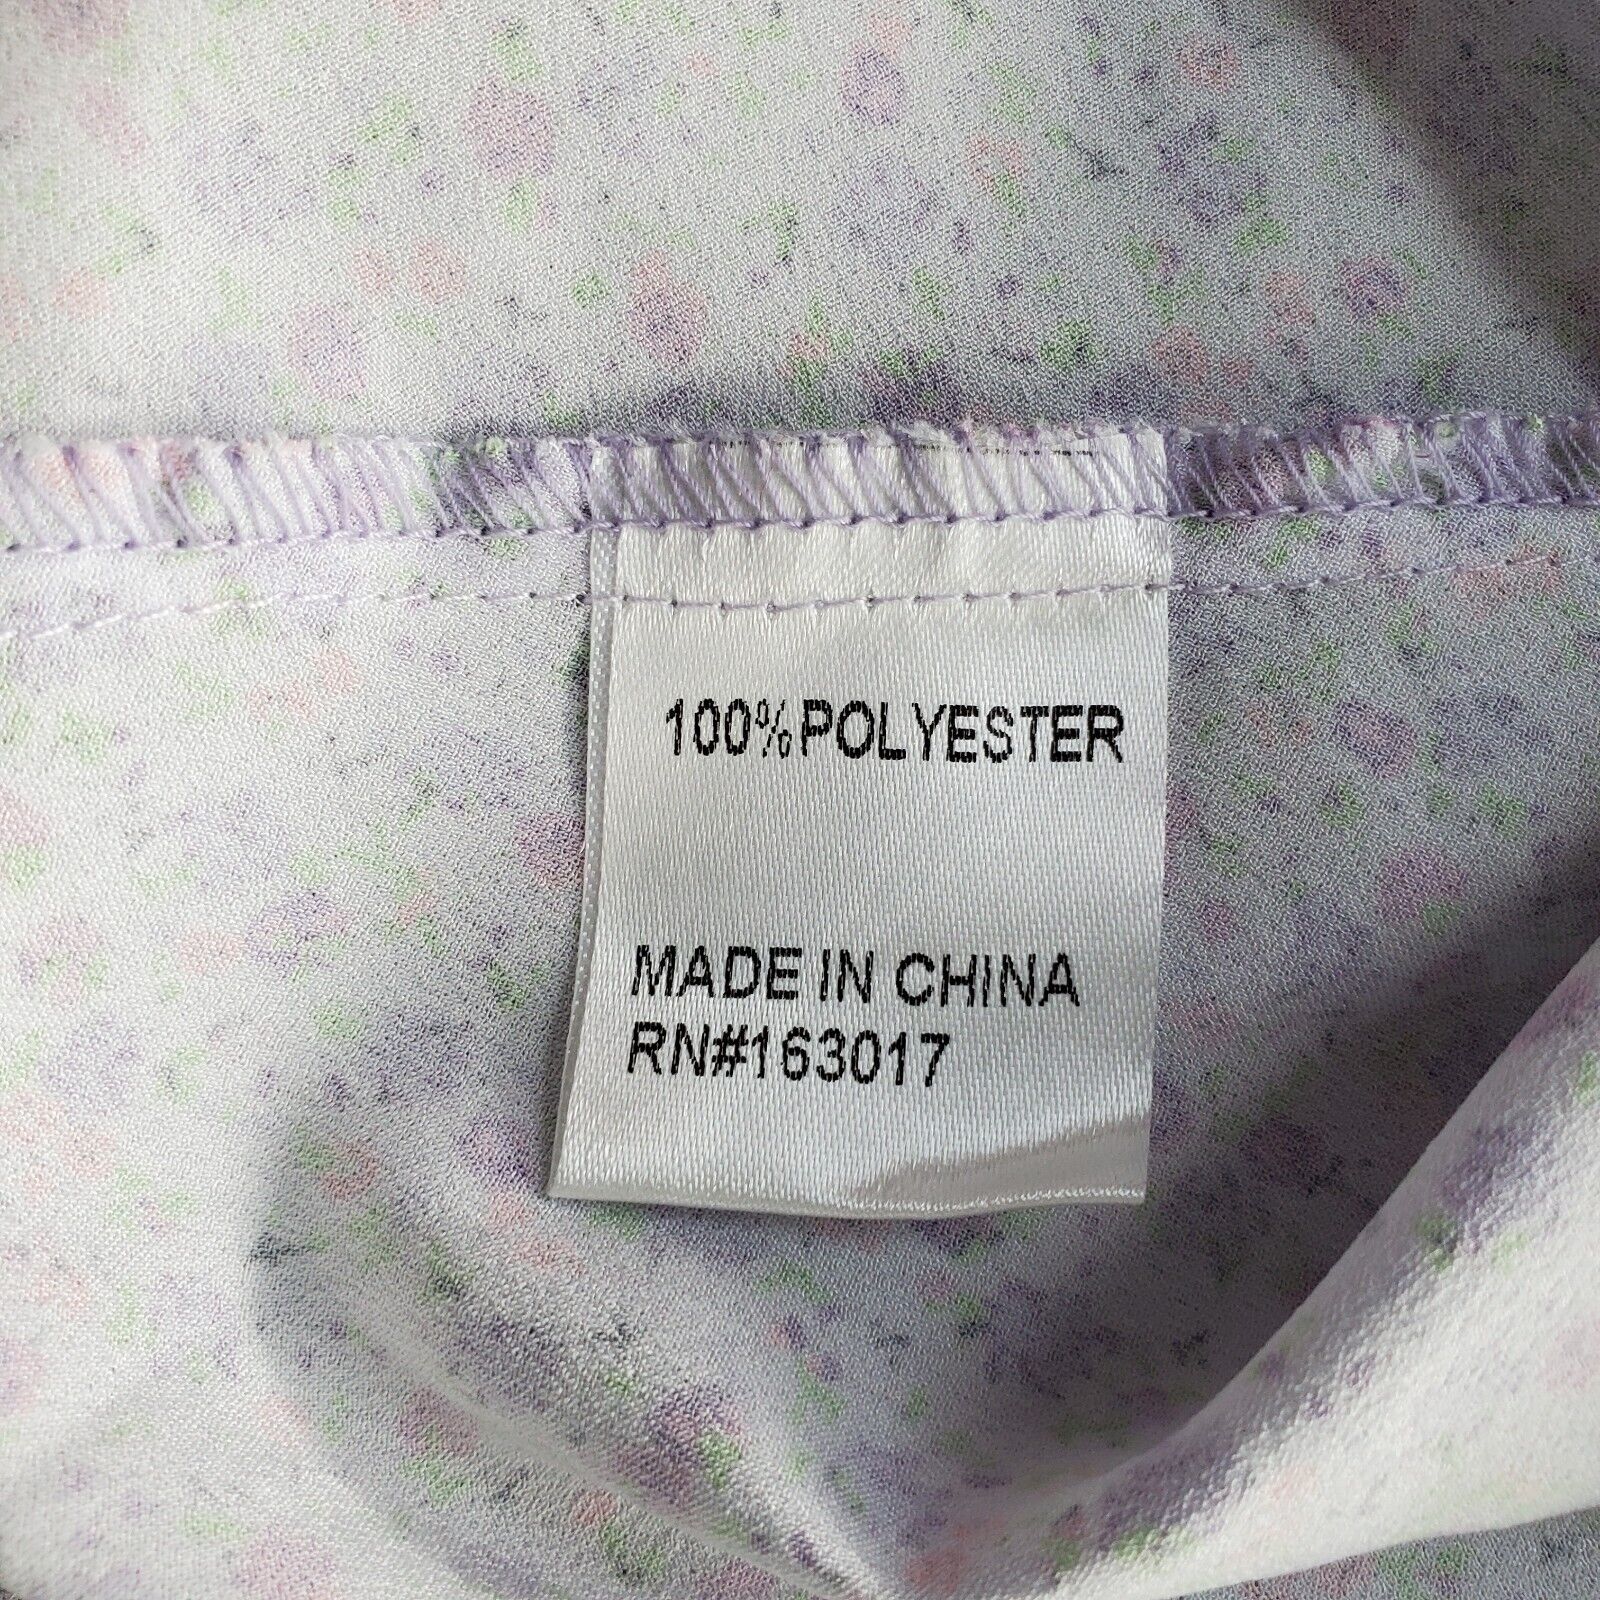 100%POLYESTER
MADE IN CHINA
RN#163017